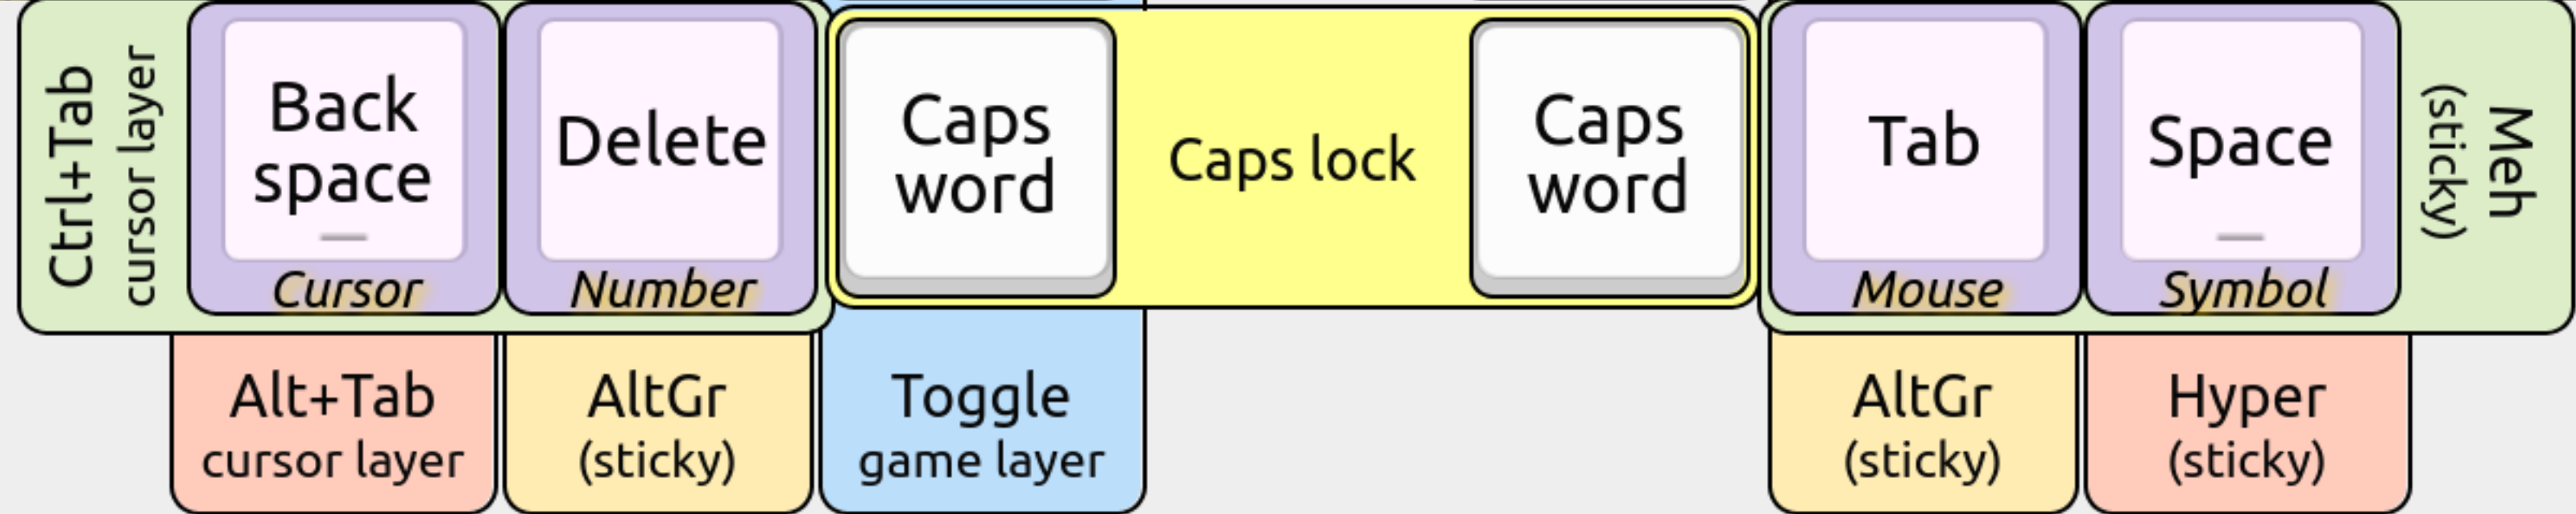 Ctrl+Tab
cursor layer
Back
space
Cursor
Delete
Number
Caps
word
Caps lock
Caps
word
Tab
Mouse
Space
Symbol
Meh
(sticky)
Alt+Tab
cursor layer
AltGr
(sticky)
Toggle
game layer
AltGr
(sticky)
Hyper
(sticky)